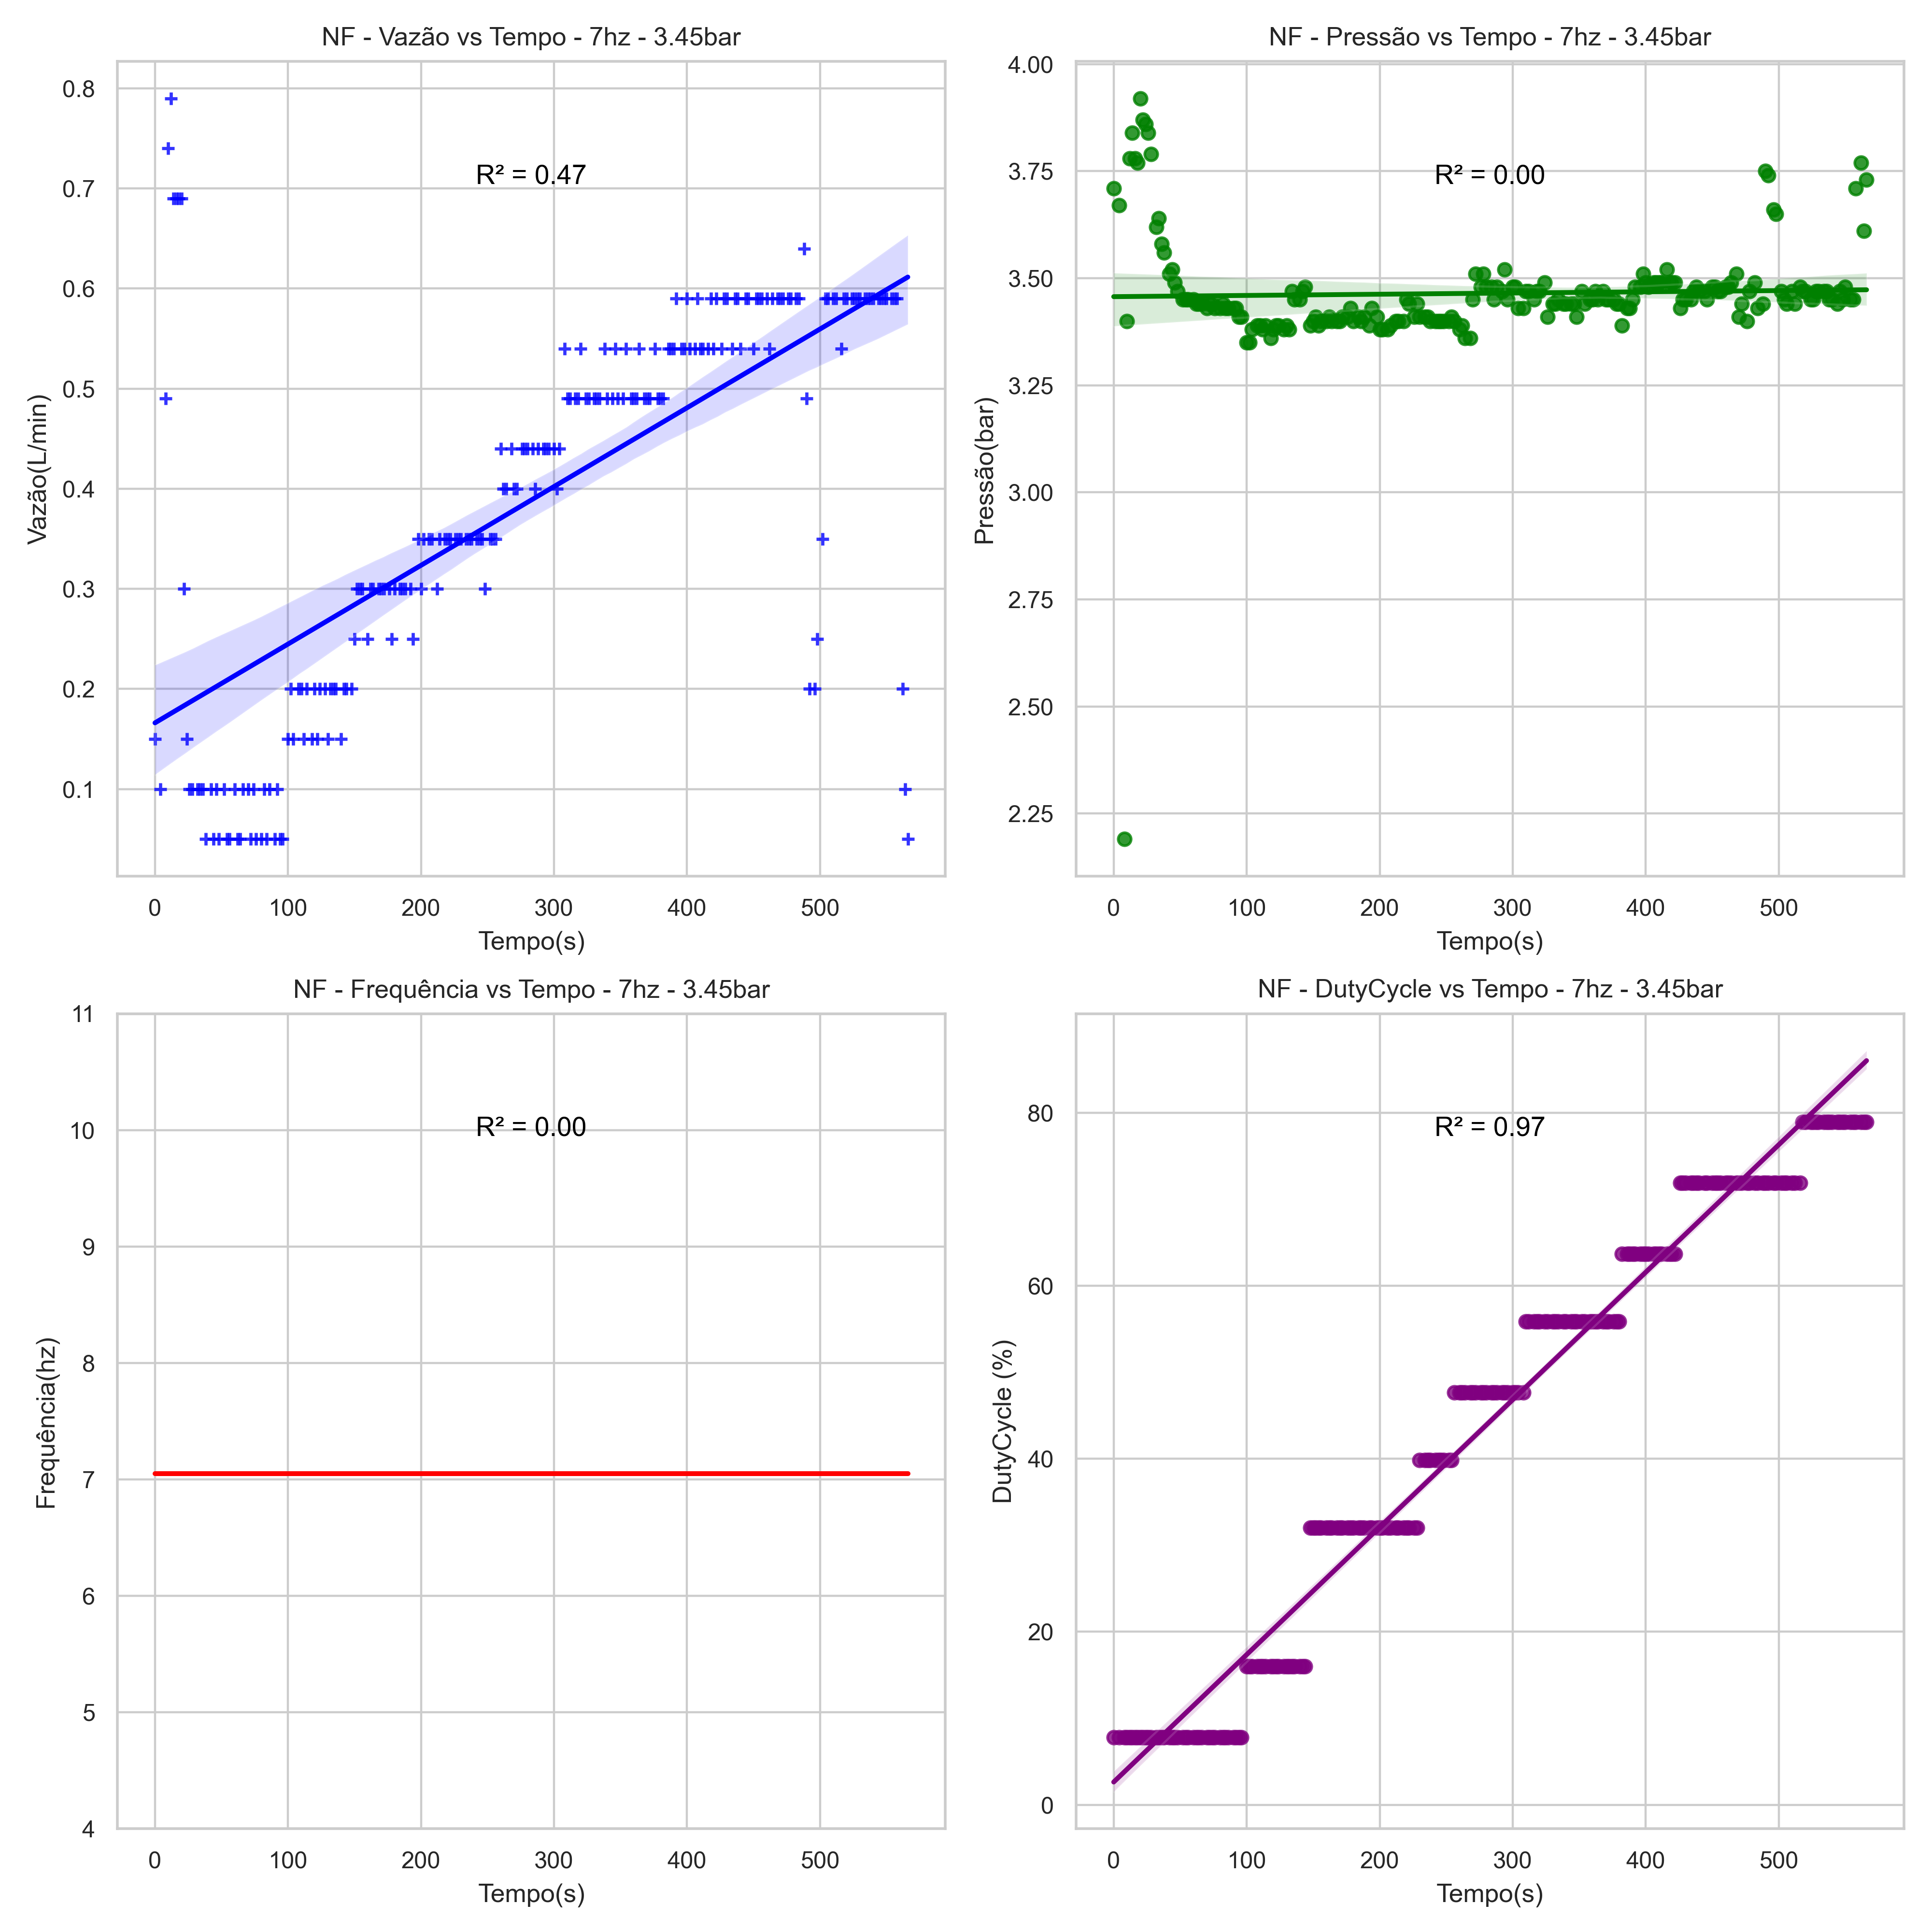 NF - Vazão vs Tempo - 7hz - 3.45bar
0.8
0.7
0.6
0.5
0.4
0.3
0.2
0.1
Vazão(L/min)
R² = 0.47
0 100 200 300 400 500
Tempo(s)
NF - Pressão vs Tempo - 7hz - 3.45bar
4.00
3.75
3.50
3.25
3.00
2.75
2.50
2.25
Pressão(bar)
R² = 0.00
0 100 200 300 400 500
Tempo(s)
NF - Frequência vs Tempo - 7hz - 3.45bar
11
10
9
8
7
6
5
4
Frequência(hz)
R² = 0.00
0 100 200 300 400 500
Tempo(s)
NF - DutyCycle vs Tempo - 7hz - 3.45bar
80
60
40
20
0
DutyCycle (%)
R² = 0.97
0 100 200 300 400 500
Tempo(s)